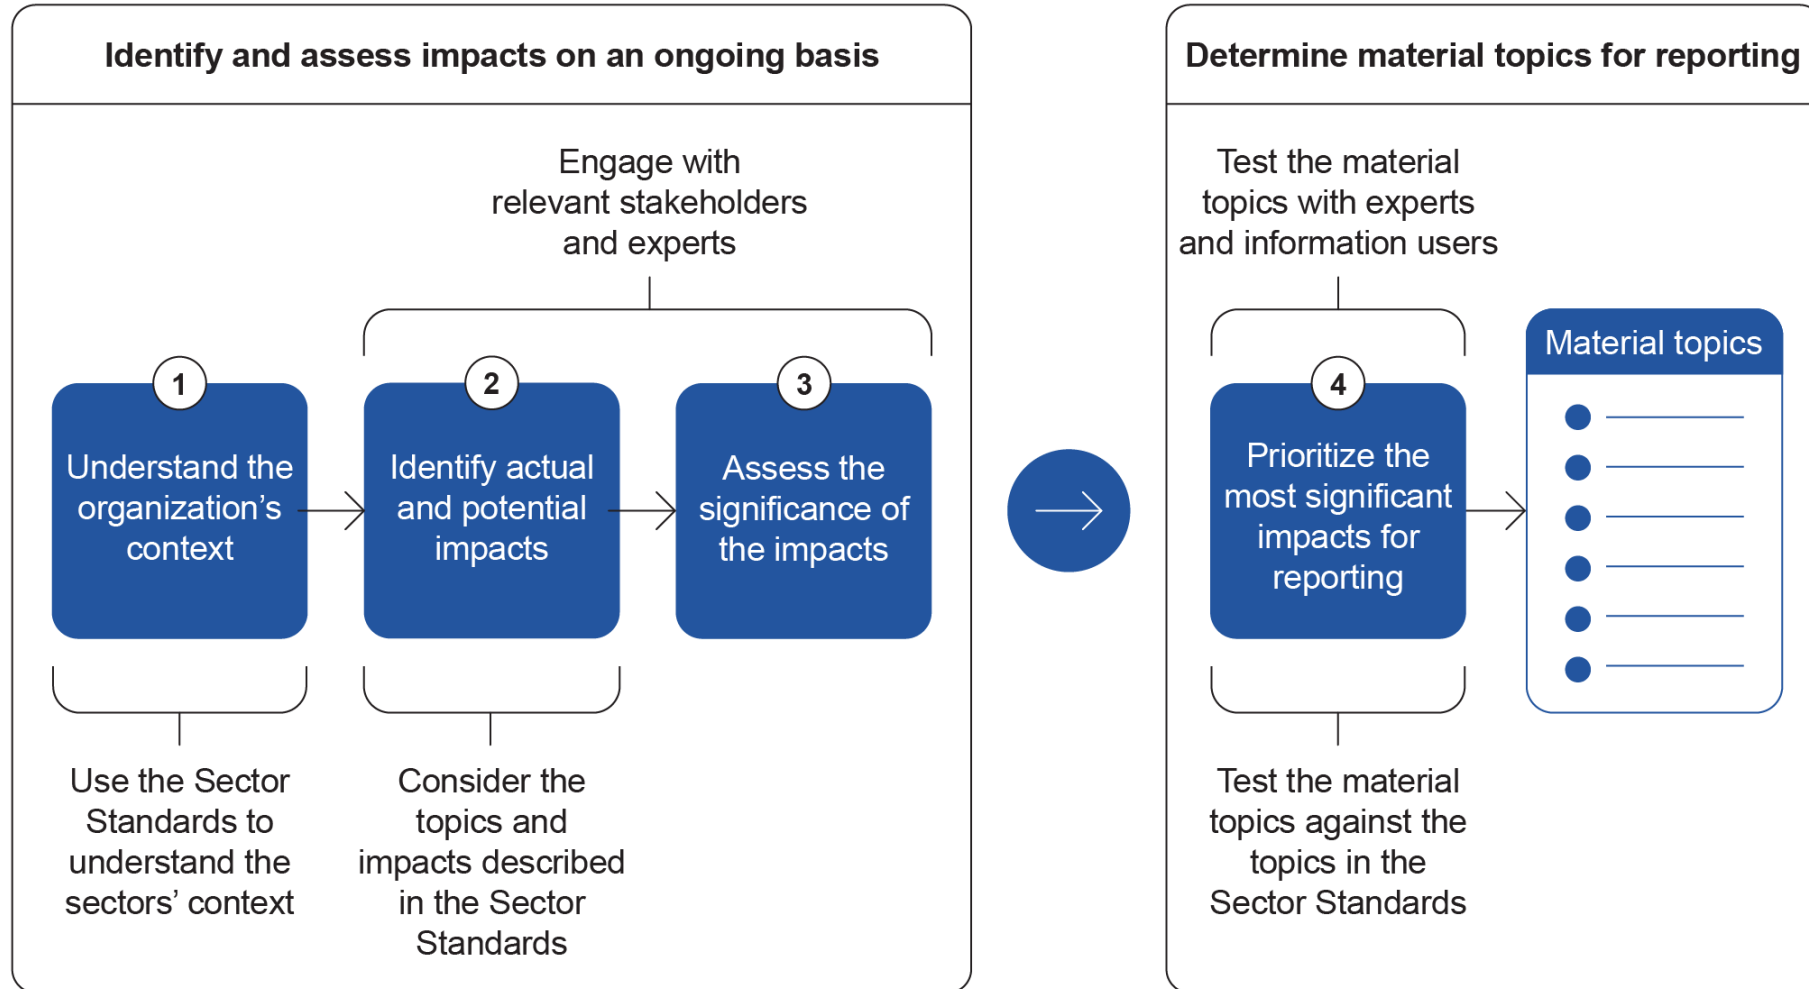 Identify and assess impacts on an ongoing basis
Engage with
relevant stakeholders
and experts
1
Understand the
organization’s
context
2
Identify actual
and potential
impacts
3
Assess the
significance of
the impacts
Use the Sector
Standards to
understand the
sectors’ context
Consider the
topics and
impacts described
in the Sector
Standards
Determine material topics for reporting
Test the material
topics with experts
and information users
4
Prioritize the
most significant
impacts for
reporting
Material topics
Test the material
topics against the
topics in the
Sector Standards